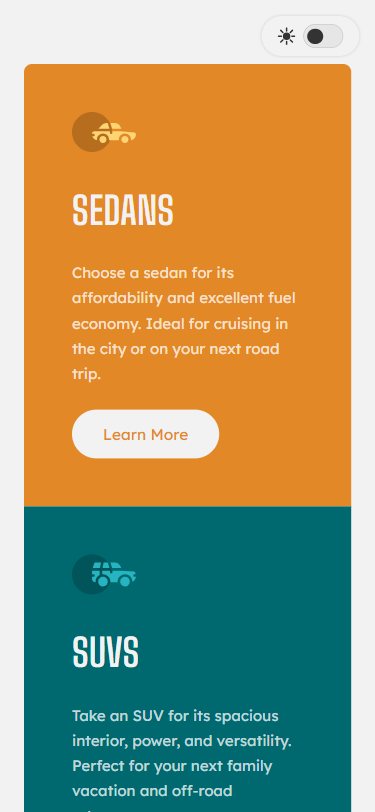 SEDANS
Choose a sedan for its
affordability and excellent fuel
economy. Ideal for cruising in
the city or on your next road
trip.
Learn More
SUVS
Take an SUV for its spacious
interior, power, and versatility.
Perfect for your next family
vacation and off-road